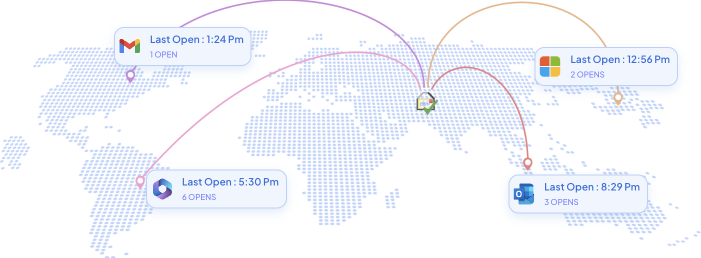 Last Open : 1:24 Pm
1 OPEN
Last Open : 12:56 Pm
2 OPENS
Last Open : 5:30 Pm
6 OPENS
Last Open : 8:29 Pm
3 OPENS